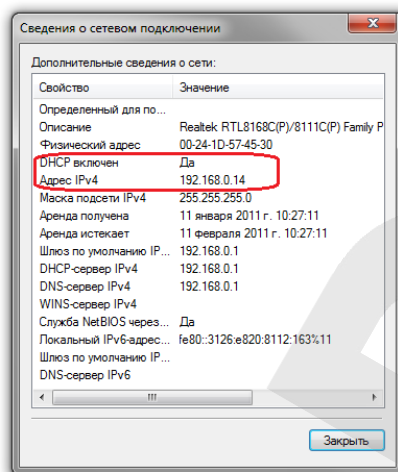 Сведения о сетевом подключении
Дополнительные сведения о сети:
Свойство Значение
Определенный для по...
Описание Realtek RTL8168C(P)/8111C(P) Family P
Физический адрес 00-24-1D-57-45-30
DHCP включен Да
Адрес IPv4 192.168.0.14
Маска подсети IPv4 255.255.255.0
Аренда получена 11 января 2011 г. 10:27:11
Аренда истекает 11 февраля 2011 г. 10:27:11
Шлюз по умолчанию IP... 192.168.0.1
DHCP-сервер IPv4 192.168.0.1
DNS-сервер IPv4 192.168.0.1
WINS-сервер IPv4
Служба NetBIOS через... Да
Локальный IPv6-адрес... fe80::3126:e820:8112:163%11
Шлюз по умолчанию IP...
DNS-сервер IPv6
Закрыть